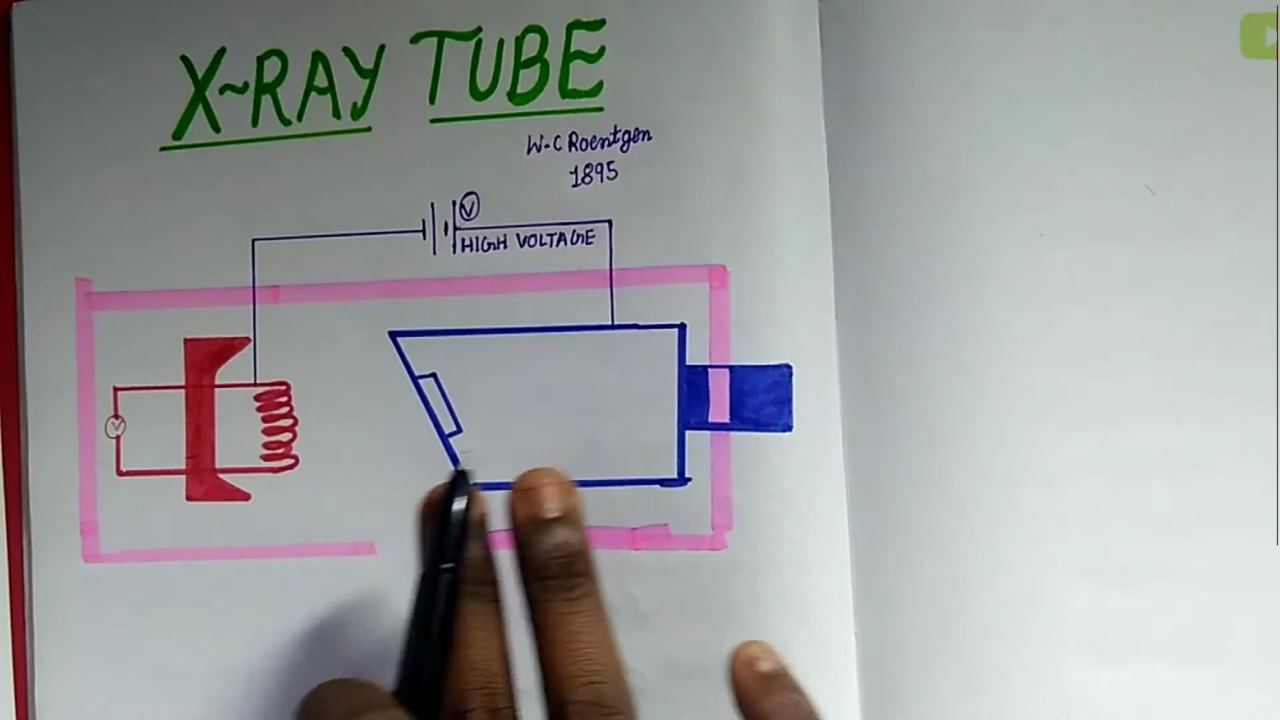 X-RAY TUBE
W-C Roentgen
1895
V
HIGH VOLTAGE
V